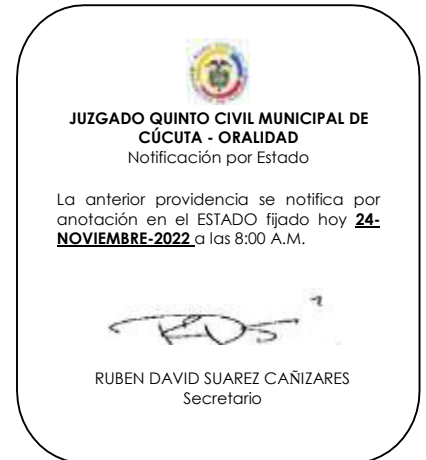 JUZGADO QUINTO CIVIL MUNICIPAL DE
CÚCUTA - ORALIDAD
Notificación por Estado
La anterior providencia se notifica por
anotación en el ESTADO fijado hoy 24-
NOVIEMBRE-2022 a las 8:00 A.M.
RUBEN DAVID SUAREZ CAÑIZARES
Secretario